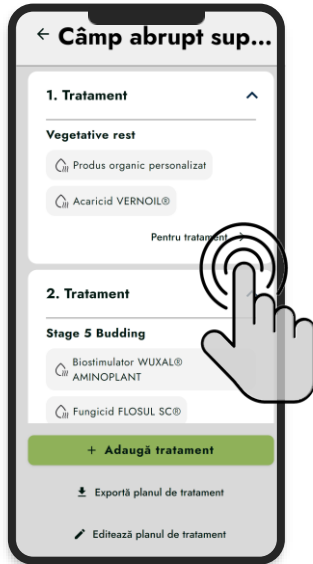 Câmp abrupt sup...
1. Tratament
Vegetative rest
Produs organic personalizat
Acaricid VERNOIL®
Pentru tratament
2. Tratament
Stage 5 Budding
Biostimulator WUXAL®
AMINOPLANT
Fungicid FLOSUL SC®
+ Adaugă tratament
Exportă planul de tratament
Editează planul de tratament